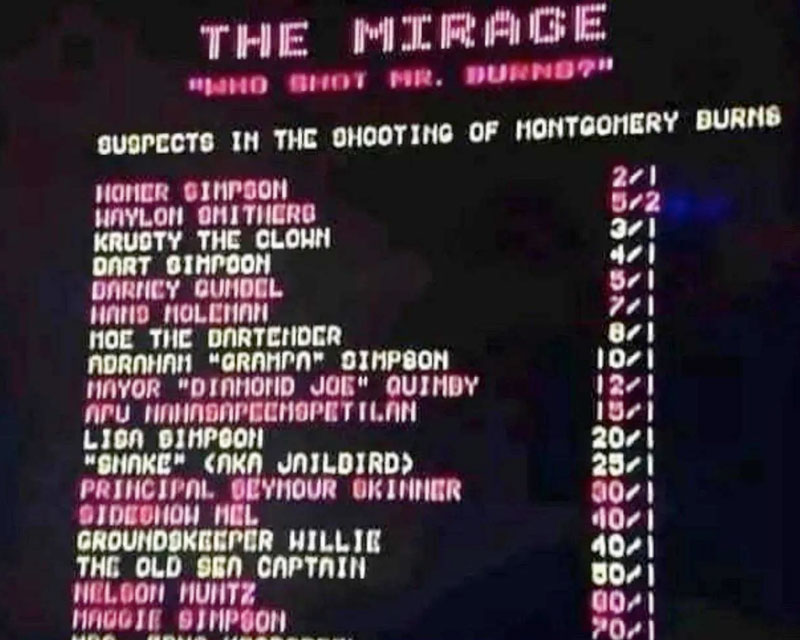 THE MIRAGE
"WHO SHOT MR. BURNS?"
SUSPECTS IN THE SHOOTING OF MONTGOMERY BURNS
HOMER SIMPSON 2/1
WAYLON SMITHERS 5/2
KRUSTY THE CLOWN 3/1
BART SIMPSON 4/1
BARNEY GUMBEL 5/1
HANS MOLEMAN 7/1
MOE THE BARTENDER 8/1
ABRAHAM "GRAMPA" SIMPSON 10/1
MAYOR "DIAMOND JOE" QUIMBY 12/1
APU 15/1
LISA SIMPSON 20/1
"SNAKE" (AKA JAILBIRD) 25/1
PRINCIPAL SEYMOUR SKINNER 30/1
SIDESHOW MEL 40/1
GROUNDSKEEPER WILLIE 40/1
THE OLD SEA CAPTAIN 50/1
NELSON MUNTZ
MAGGIE SIMPSON 70/1